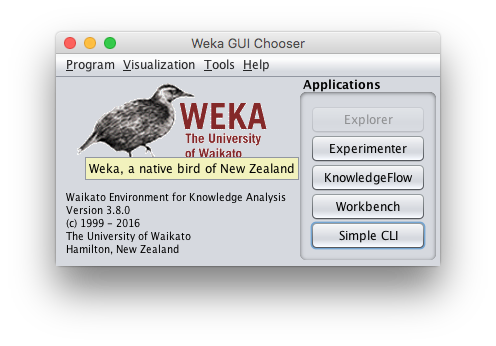 Weka GUI Chooser
Program Visualization Tools Help
Applications
WEKA
The University
of Waikato
Weka, a native bird of New Zealand
Waikato Environment for Knowledge Analysis
Version 3.8.0
(c) 1999 - 2016
The University of Waikato
Hamilton, New Zealand
Explorer
Experimenter
KnowledgeFlow
Workbench
Simple CLI